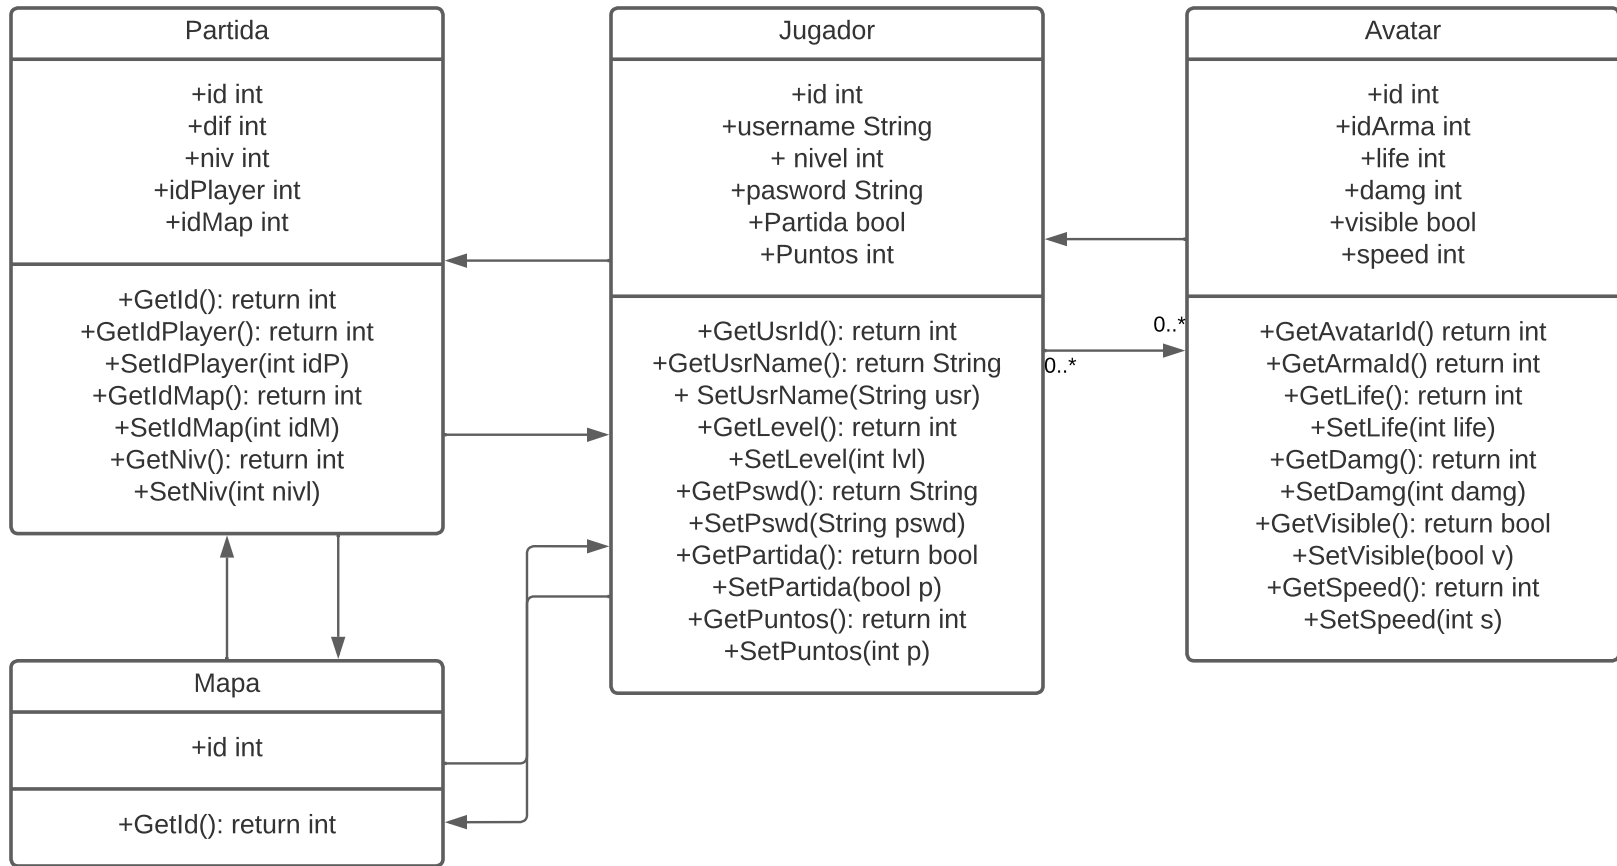 Partida
+id int
+dif int
+niv int
+idPlayer int
+idMap int
+GetId(): return int
+GetIdPlayer(): return int
+SetIdPlayer(int idP)
+GetIdMap(): return int
+SetIdMap(int idM)
+GetNiv(): return int
+SetNiv(int nivl)
Mapa
+id int
+GetId(): return int
Jugador
+id int
+username String
+ nivel int
+pasword String
+Partida bool
+Puntos int
+GetUsrId(): return int
+GetUsrName(): return String
+ SetUsrName(String usr)
+GetLevel(): return int
+SetLevel(int lvl)
+GetPswd(): return String
+SetPswd(String pswd)
+GetPartida(): return bool
+SetPartida(bool p)
+GetPuntos(): return int
+SetPuntos(int p)
0..*
0..*
Avatar
+id int
+idArma int
+life int
+damg int
+visible bool
+speed int
+GetAvatarId() return int
+GetArmaId() return int
+GetLife(): return int
+SetLife(int life)
+GetDamg(): return int
+SetDamg(int damg)
+GetVisible(): return bool
+SetVisible(bool v)
+GetSpeed(): return int
+SetSpeed(int s)